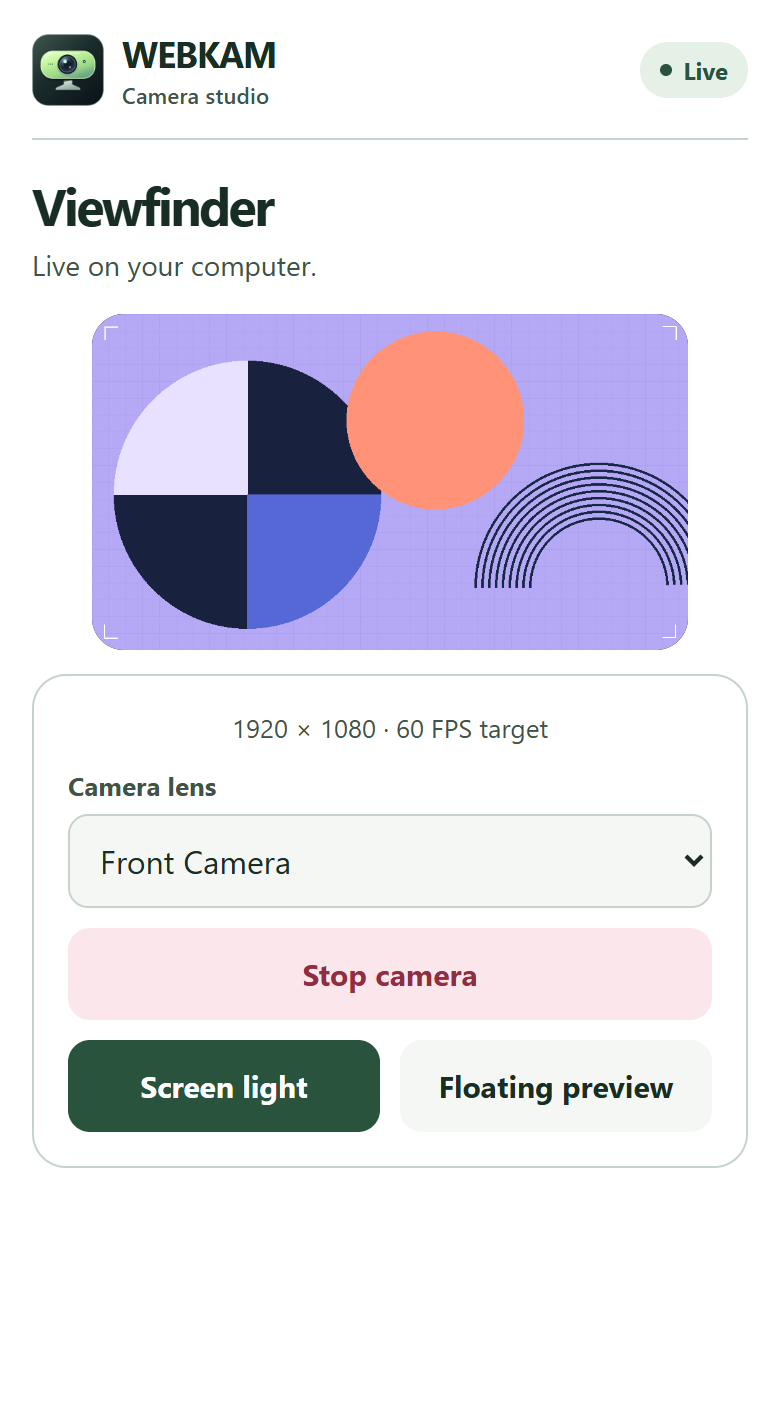 WEBKAM
Camera studio
Live
Viewfinder
Live on your computer.
1920 × 1080 · 60 FPS target
Camera lens
Front Camera
Stop camera
Screen light
Floating preview